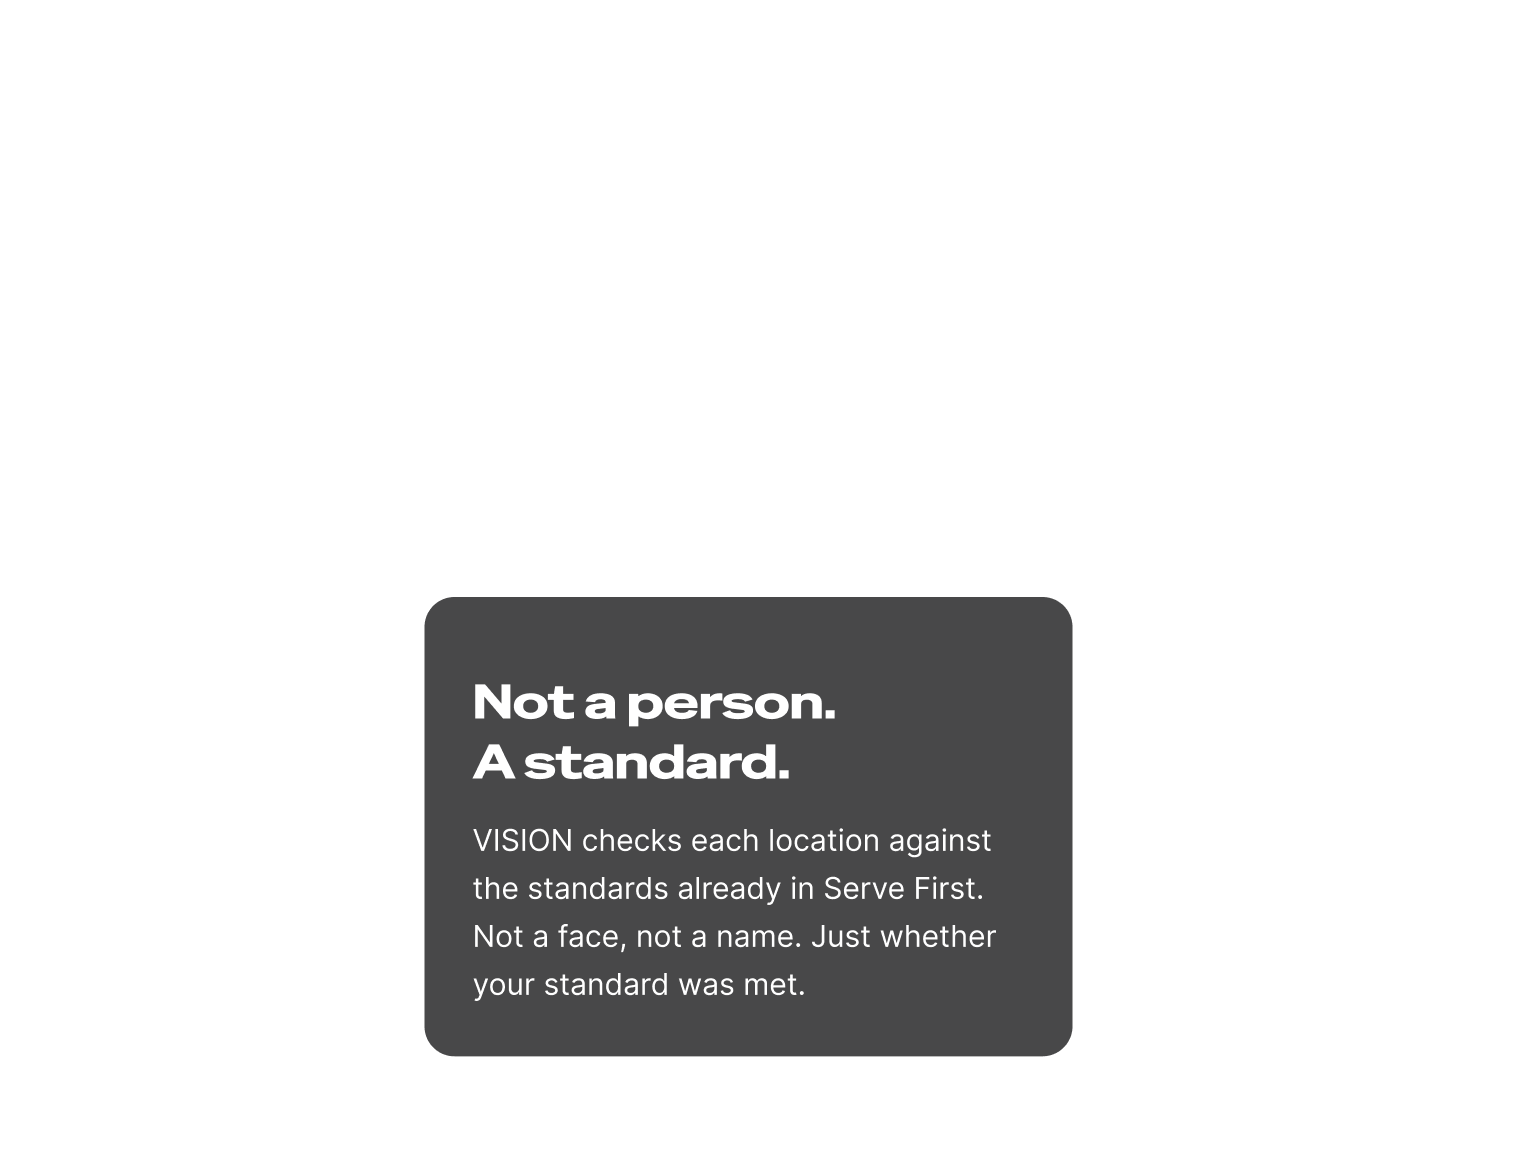 Not a person.
A standard.
VISION checks each location against
the standards already in Serve First.
Not a face, not a name. Just whether
your standard was met.